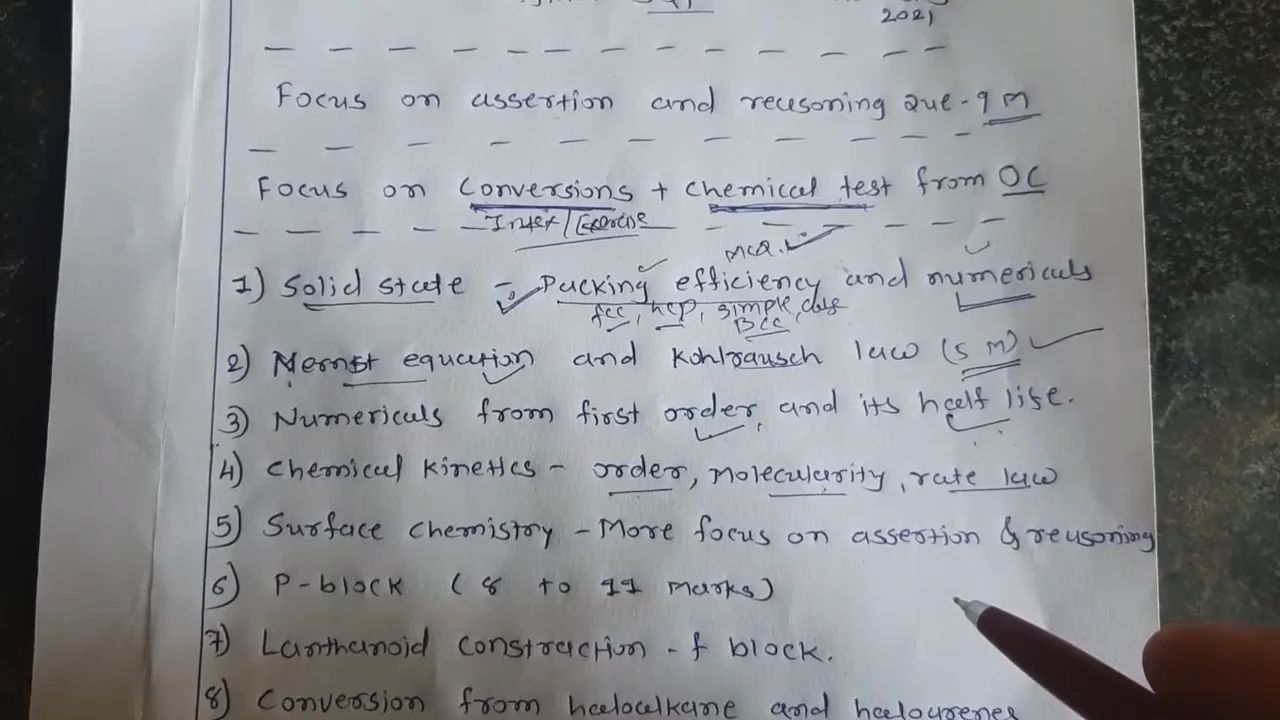 2021
Focus on assertion and reasoning que - 9 M
Focus on conversions + chemical test from OC
Intext / Exercise
MCQ.
1) Solid state - Packing efficiency and numericals
fcc, hcp, simple,
BCC
2) Nernst equation and Kohlrausch law (5 M)
3) Numericals from first order, and its half life.
4) Chemical Kinetics - order, Molecularity, rate law
5) Surface chemistry - More focus on assertion & reasoning
6) P-block ( 8 to 11 Marks)
7) Lanthanoid constraction - f block.
8) Conversion from haloalkane and haloarenes